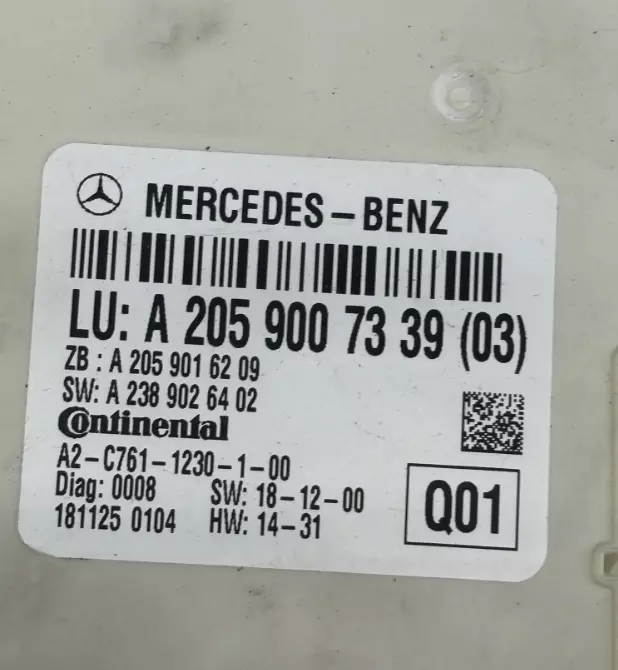 MERCEDES-BENZ
LU: A 205 900 73 39 (03)
ZB : A 205 901 62 09
SW: A 238 902 64 02
Continental
A2-C761-1230-1-00
Diag: 0008 SW: 18-12-00
181125 0104 HW: 14-31
Q01